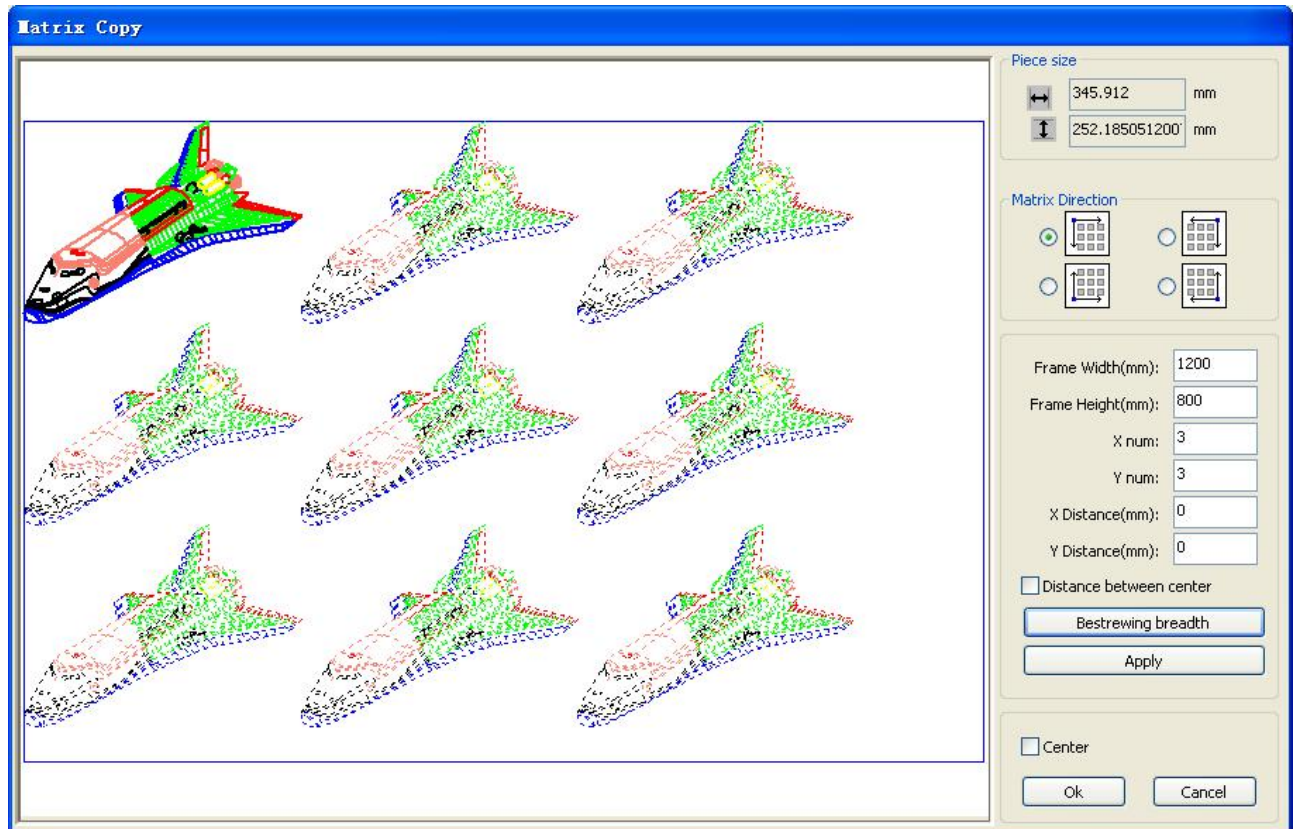 Matrix Copy
Piece size
345.912 mm
252.185051200 mm
Matrix Direction
Frame Width(mm): 1200
Frame Height(mm): 800
X num: 3
Y num: 3
X Distance(mm): 0
Y Distance(mm): 0
Distance between center
Bestrewing breadth
Apply
Center
Ok Cancel